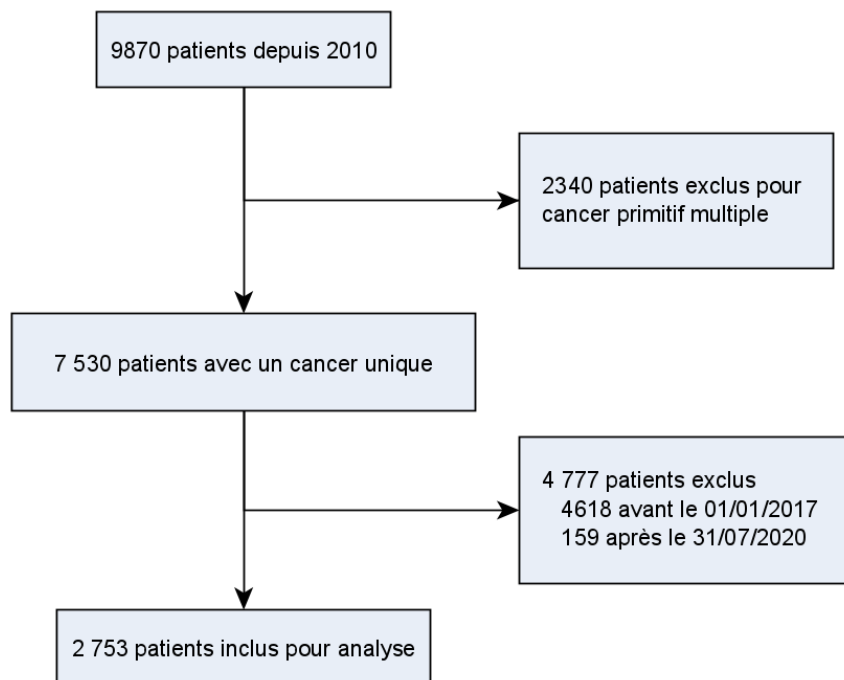 9870 patients depuis 2010
2340 patients exclus pour
cancer primitif multiple
7 530 patients avec un cancer unique
4 777 patients exclus
4618 avant le 01/01/2017
159 après le 31/07/2020
2 753 patients inclus pour analyse